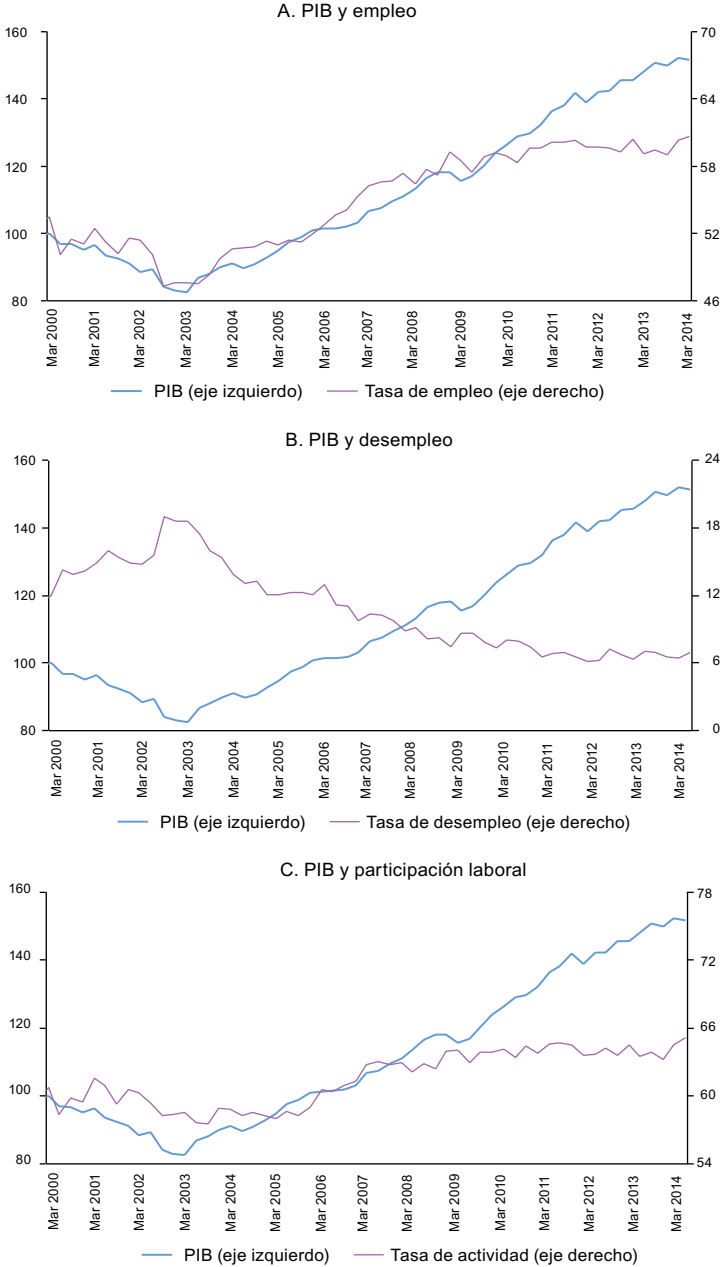 A. PIB y empleo
160
140
120
100
80
70
64
58
52
46
Mar 2000
Mar 2001
Mar 2002
Mar 2003
Mar 2004
Mar 2005
Mar 2006
Mar 2007
Mar 2008
Mar 2009
Mar 2010
Mar 2011
Mar 2012
Mar 2013
Mar 2014
PIB (eje izquierdo) Tasa de empleo (eje derecho)
B. PIB y desempleo
160
140
120
100
80
24
18
12
6
0
Mar 2000
Mar 2001
Mar 2002
Mar 2003
Mar 2004
Mar 2005
Mar 2006
Mar 2007
Mar 2008
Mar 2009
Mar 2010
Mar 2011
Mar 2012
Mar 2013
Mar 2014
PIB (eje izquierdo) Tasa de desempleo (eje derecho)
C. PIB y participación laboral
160
140
120
100
80
78
72
66
60
54
Mar 2000
Mar 2001
Mar 2002
Mar 2003
Mar 2004
Mar 2005
Mar 2006
Mar 2007
Mar 2008
Mar 2009
Mar 2010
Mar 2011
Mar 2012
Mar 2013
Mar 2014
PIB (eje izquierdo) Tasa de actividad (eje derecho)